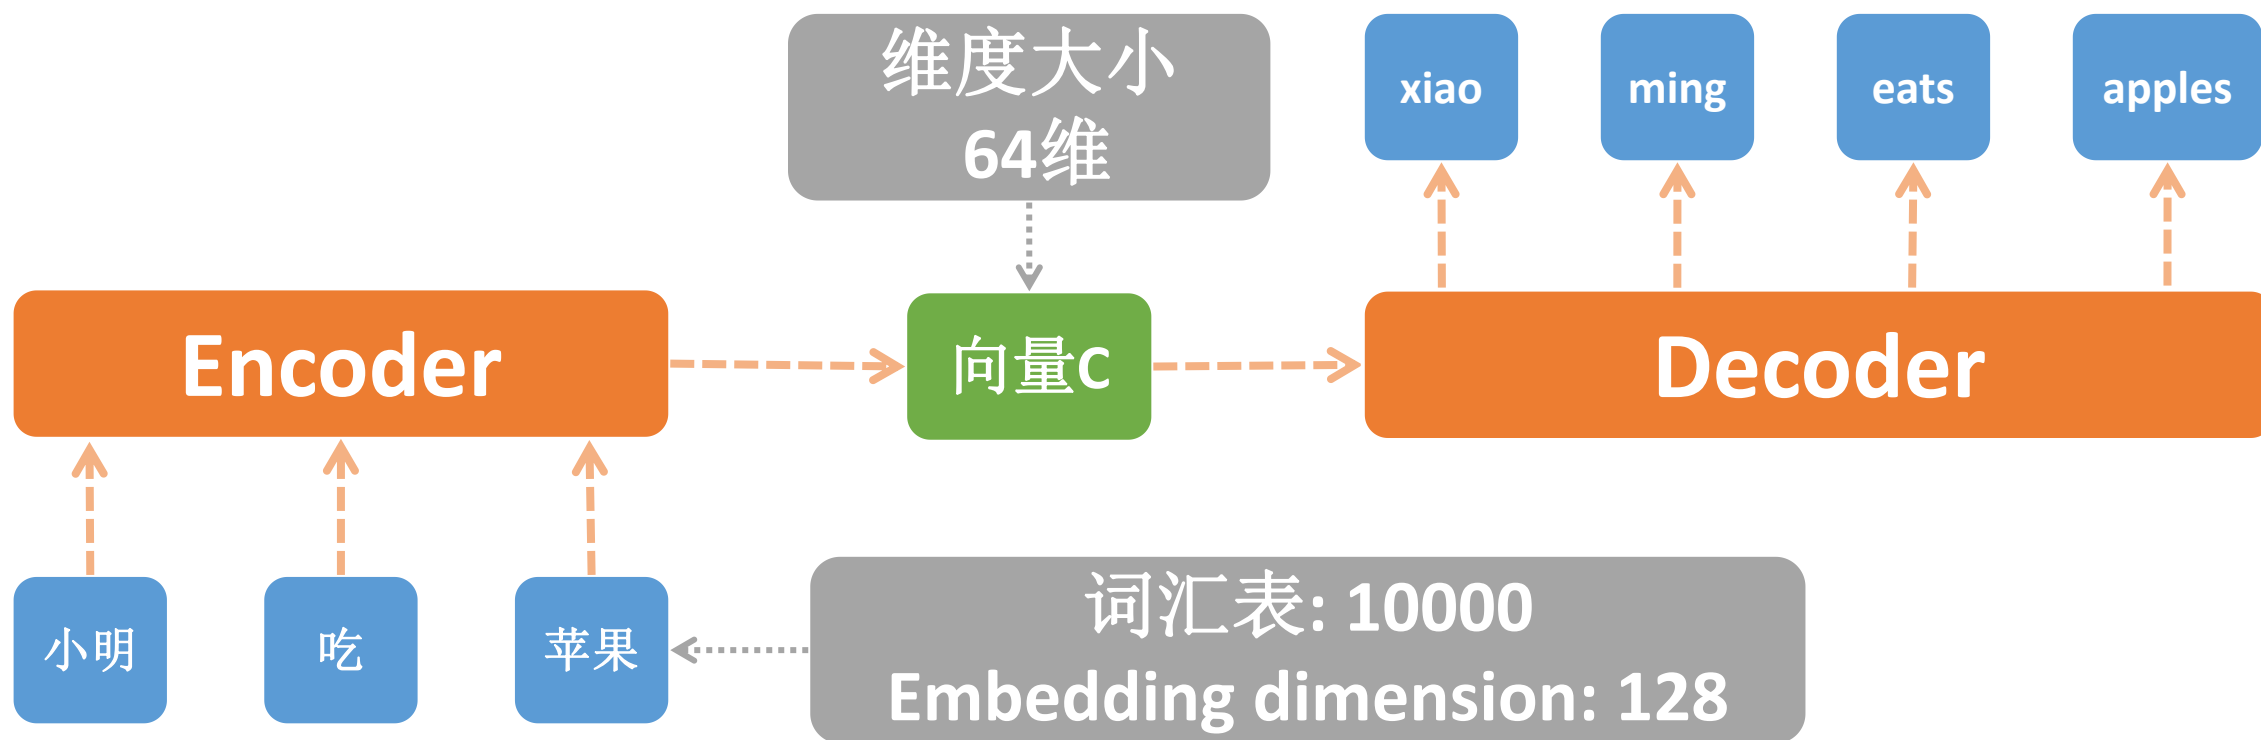 维度大小
64维
xiao
ming
eats
apples
Encoder
向量C
Decoder
小明
吃
苹果
词汇表: 10000
Embedding dimension: 128